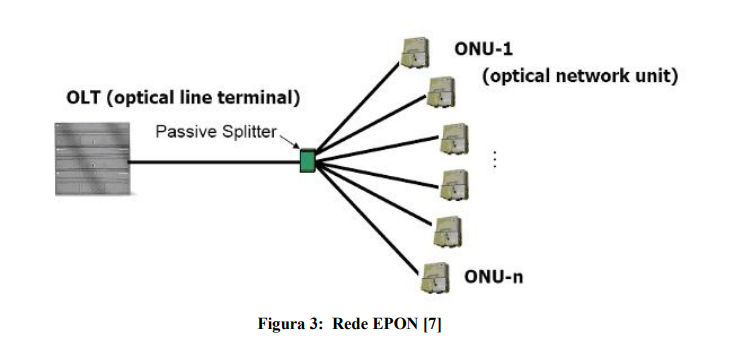 ONU-1
(optical network unit)
OLT (optical line terminal)
Passive Splitter
...
ONU-n
Figura 3: Rede EPON [7]